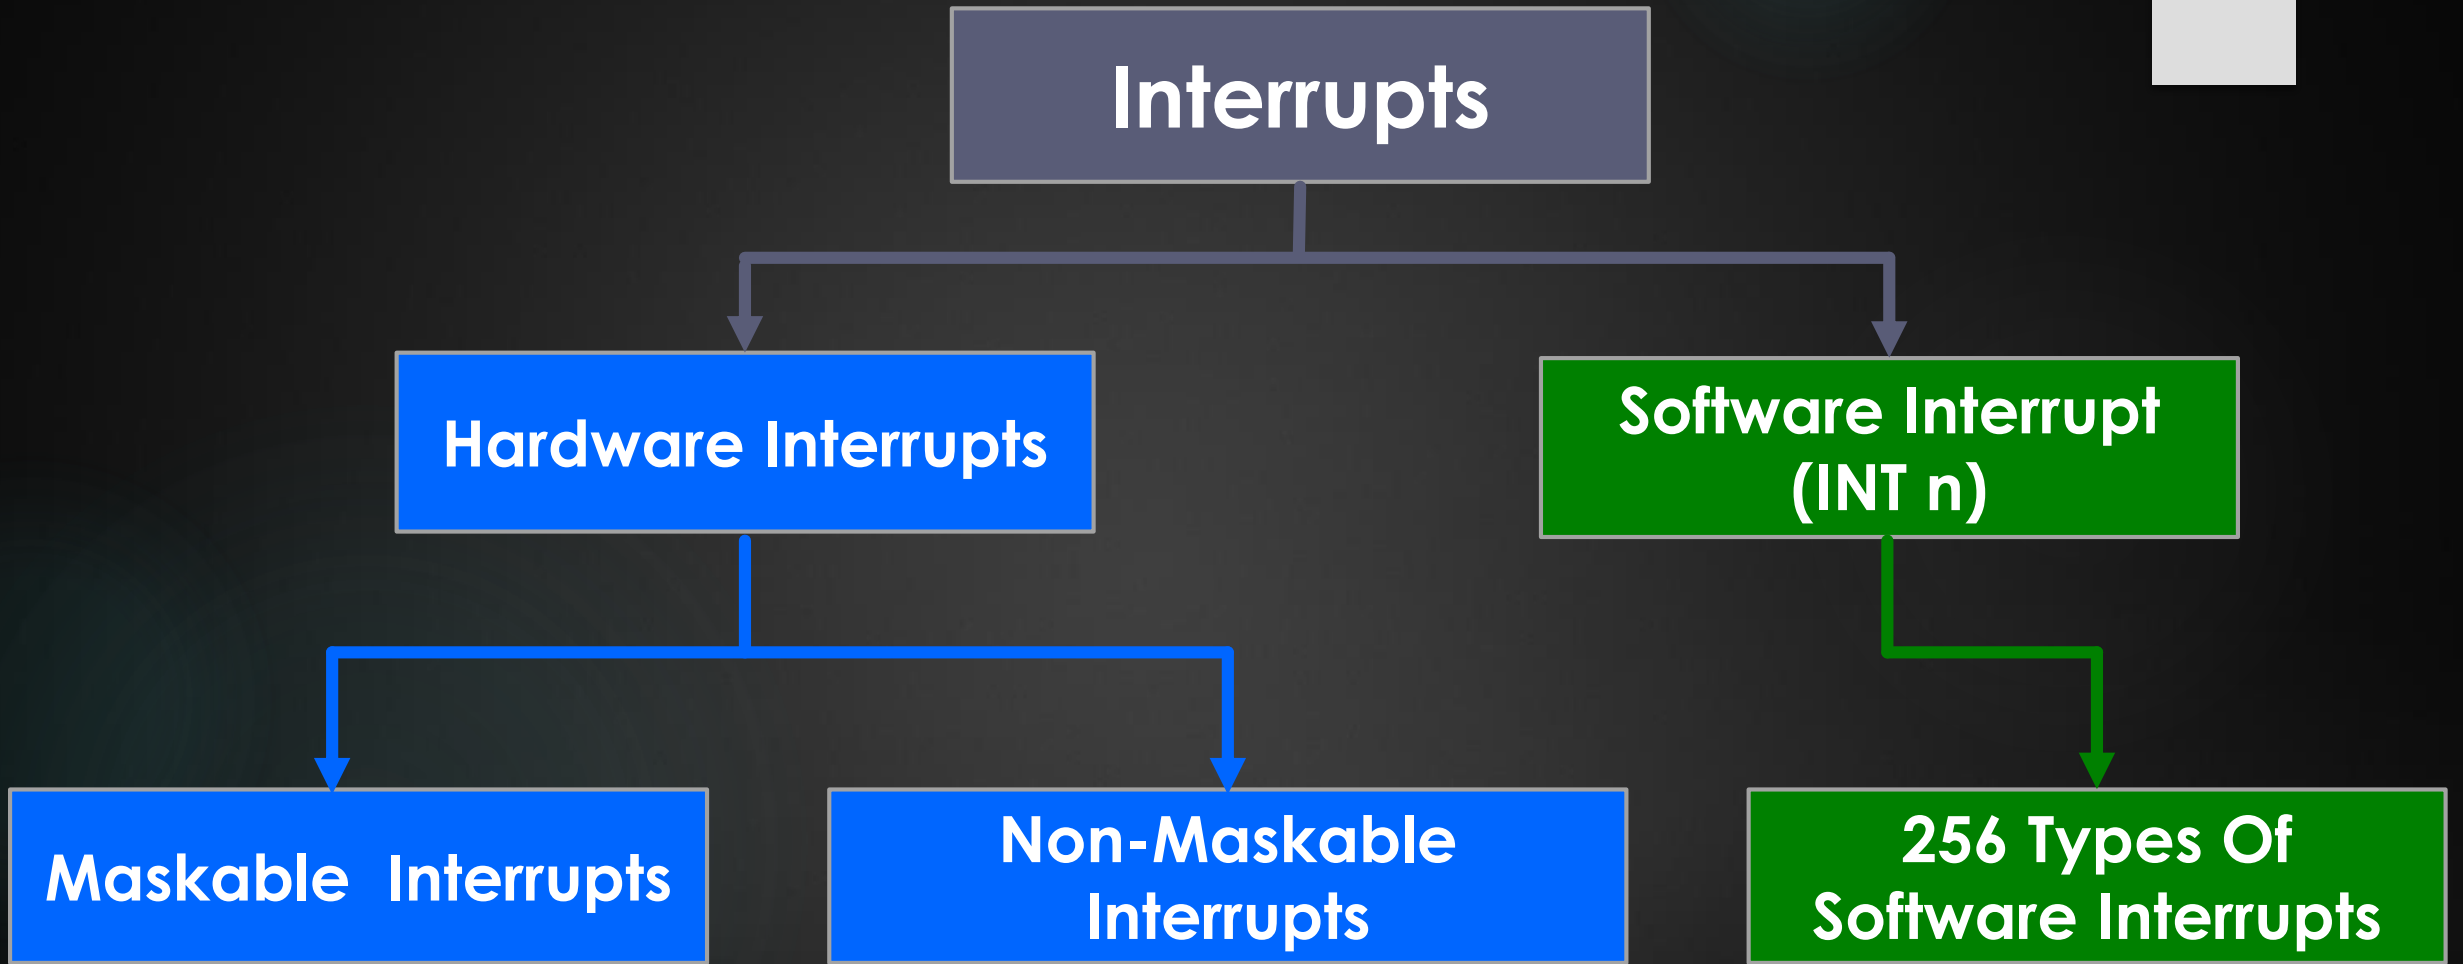 Interrupts
Hardware Interrupts
Software Interrupt
(INT n)
Maskable Interrupts
Non-Maskable
Interrupts
256 Types Of
Software Interrupts